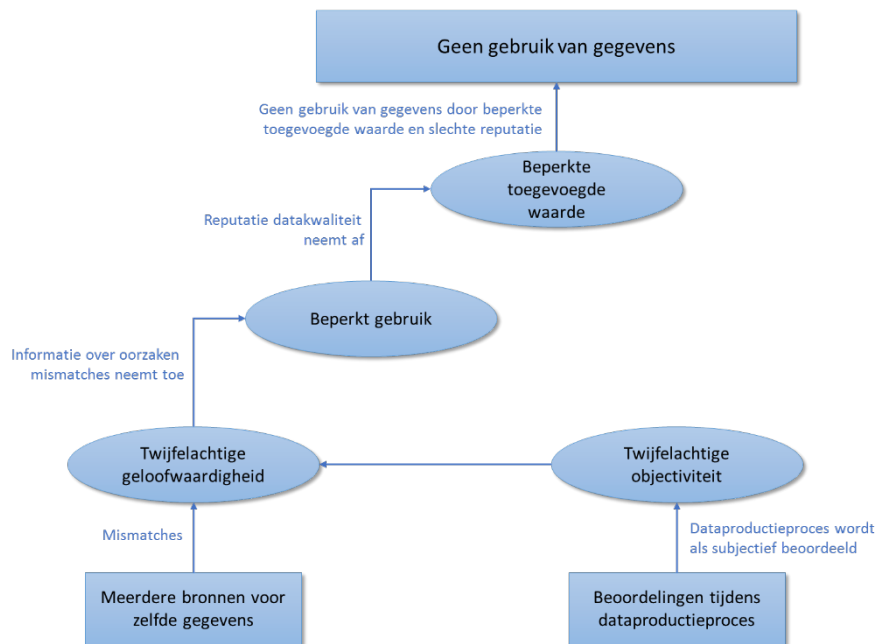 Geen gebruik van gegevens
Geen gebruik van gegevens door beperkte
toegevoegde waarde en slechte reputatie
Beperkte
toegevoegde
waarde
Reputatie datakwaliteit
neemt af
Beperkt gebruik
Informatie over oorzaken
mismatches neemt toe
Twijfelachtige
geloofwaardigheid
Twijfelachtige
objectiviteit
Mismatches
Dataproductieproces wordt
als subjectief beoordeeld
Meerdere bronnen voor
zelfde gegevens
Beoordelingen tijdens
dataproductieproces